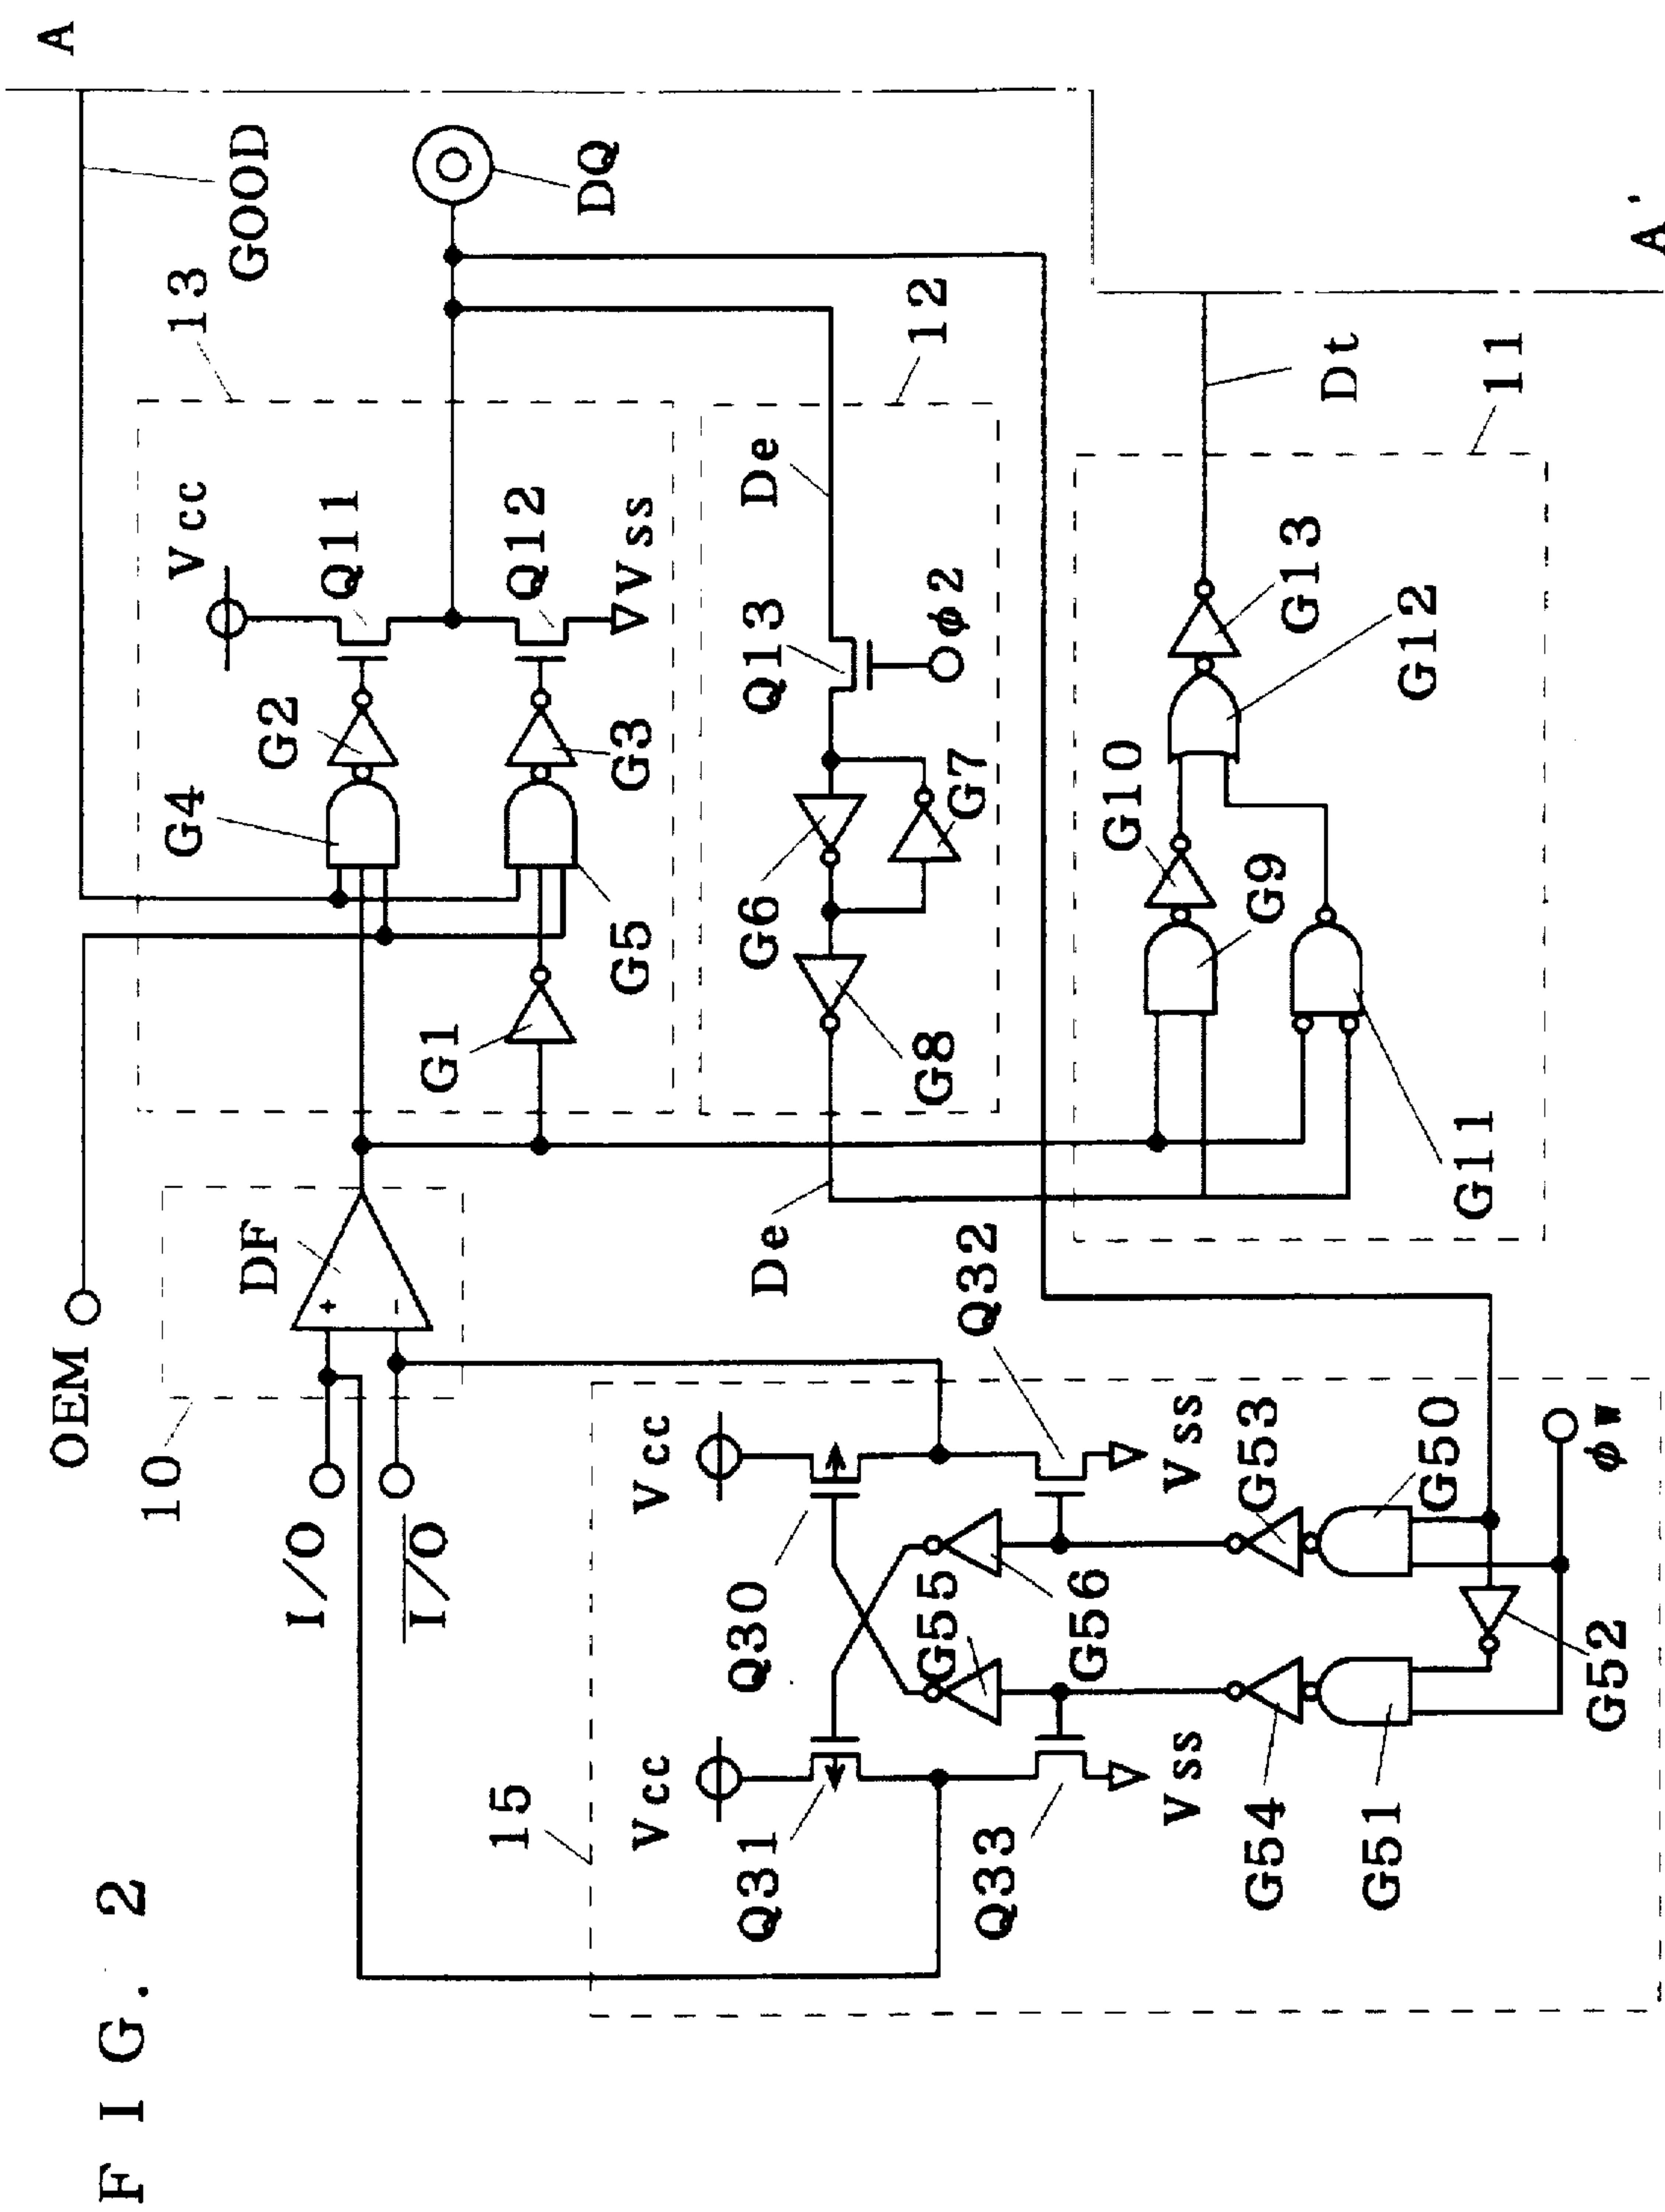 FIG. 2
A
GOOD
OEM
10
DF
I/O
I/O
13
Vcc
G4
G2
Q11
G1
G5
G3
Q12
Vss
DQ
12
De
Q13
φ2
G6
G7
G8
De
15
Vcc
Vcc
Q31
Q30
Q32
Q33
G55
G56
Vss
Vss
G54
G53
G51
G50
G52
φW
11
G10
G9
G11
G12
G13
Dt
A'